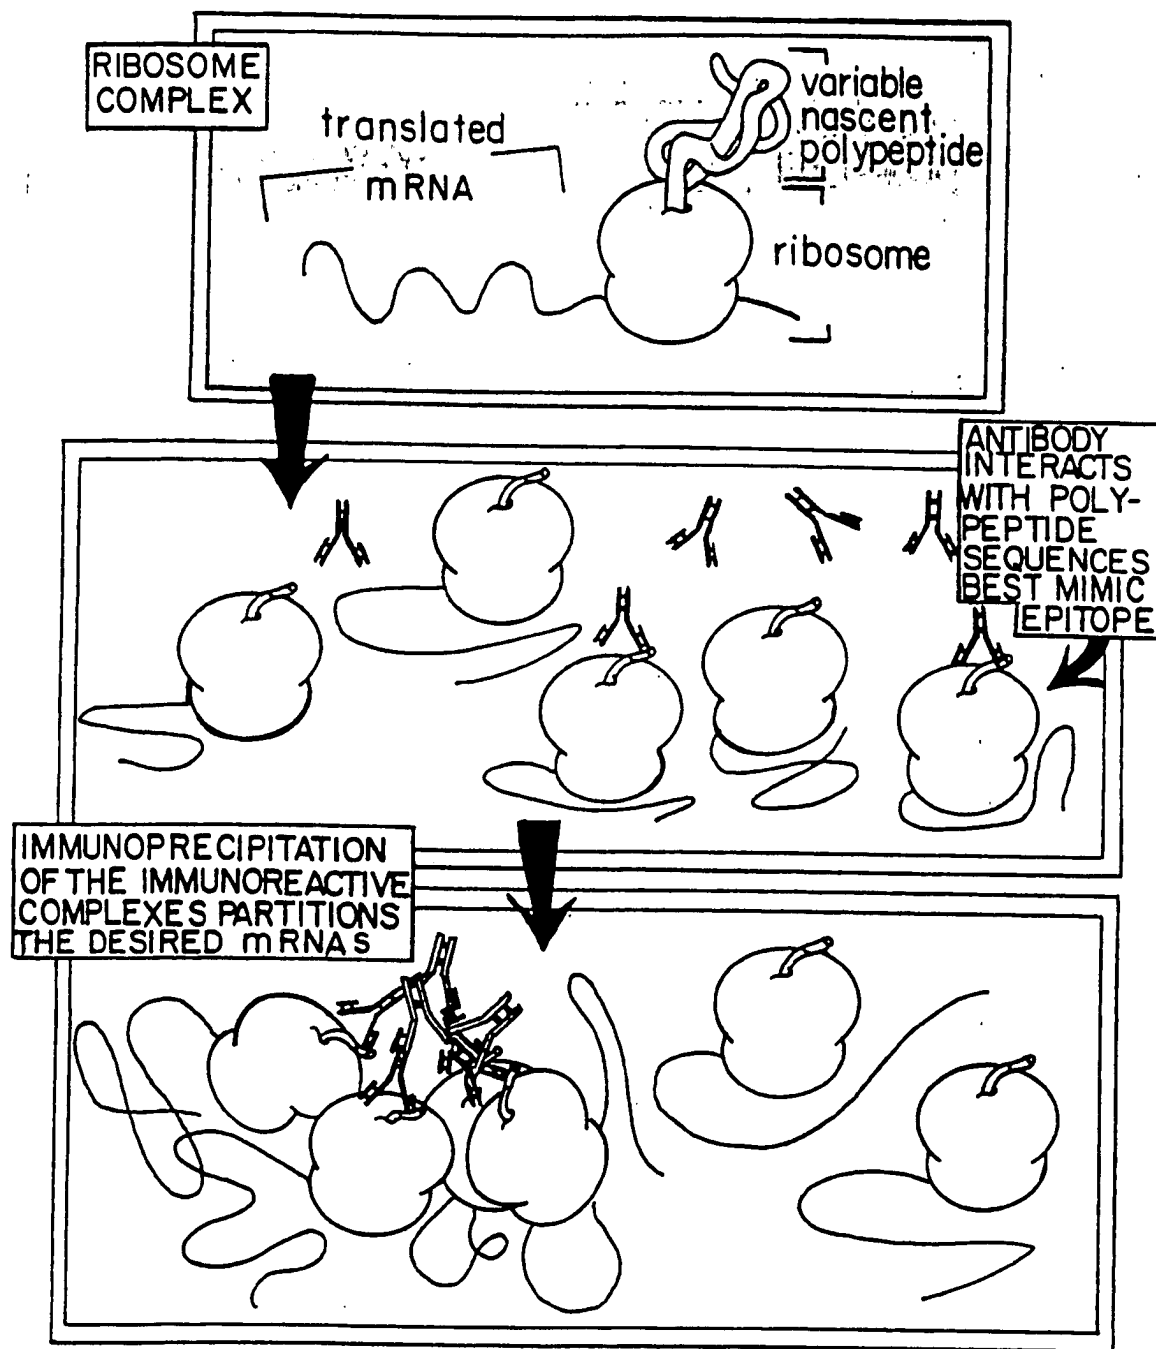 RIBOSOME
COMPLEX
translated
mRNA
variable
nascent
polypeptide
ribosome
ANTIBODY
INTERACTS
WITH POLY-
PEPTIDE
SEQUENCES
BEST MIMIC
EPITOPE
IMMUNOPRECIPITATION
OF THE IMMUNOREACTIVE
COMPLEXES PARTITIONS
THE DESIRED mRNAS